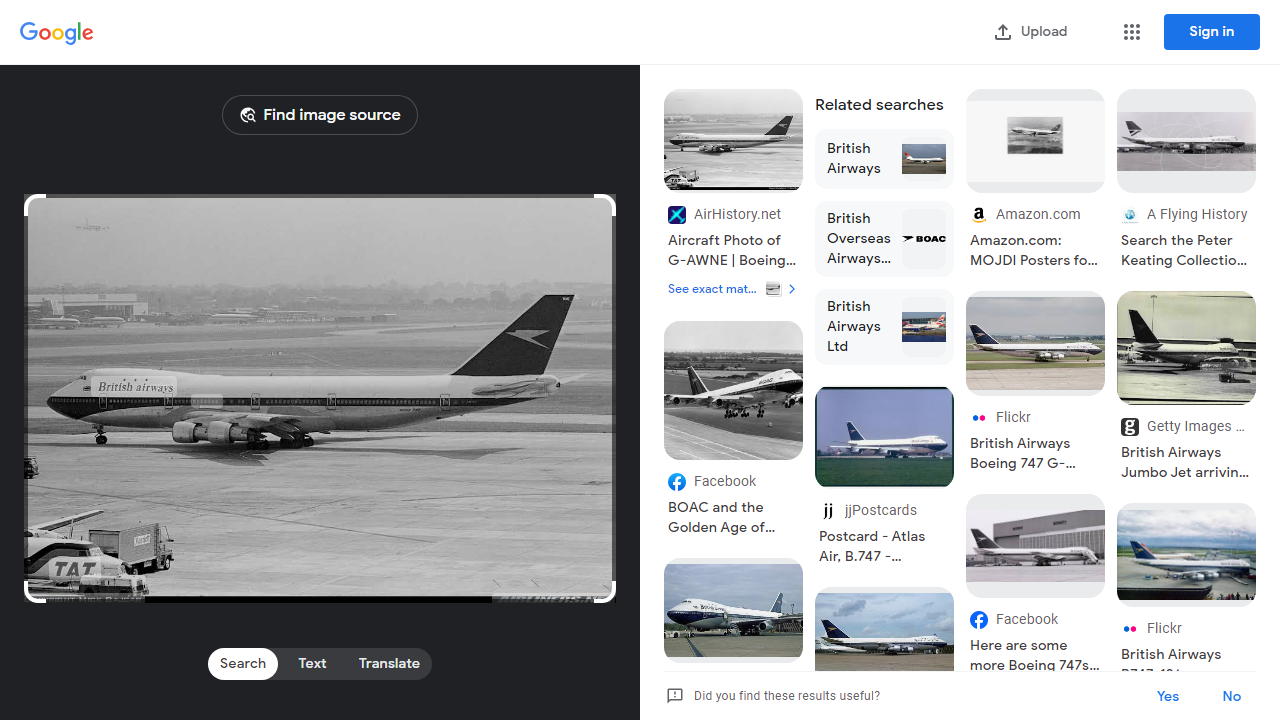 Google
Upload
Sign in
Find image source
British airways
TAT
Search
Text
Translate
AirHistory.net
Aircraft Photo of
G-AWNE | Boeing...
See exact mat...
Facebook
BOAC and the
Golden Age of...
Related searches
British
Airways
British
Overseas
Airways...
BOAC
British
Airways
Ltd
jjPostcards
Postcard - Atlas
Air, B.747 -...
Amazon.com
Amazon.com:
MOJDI Posters fo...
Flickr
British Airways
Boeing 747 G-...
Facebook
Here are some
more Boeing 747s...
A Flying History
Search the Peter
Keating Collectio...
Getty Images ...
British Airways
Jumbo Jet arrivin...
Flickr
British Airways
Did you find these results useful?
Yes
No